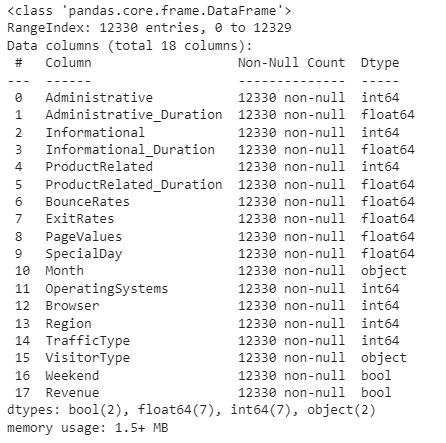 <class 'pandas.core.frame.DataFrame'>
RangeIndex: 12330 entries, 0 to 12329
Data columns (total 18 columns):
 #   Column                   Non-Null Count  Dtype
---  ------                   --------------  -----
 0   Administrative           12330 non-null  int64
 1   Administrative_Duration  12330 non-null  float64
 2   Informational            12330 non-null  int64
 3   Informational_Duration   12330 non-null  float64
 4   ProductRelated           12330 non-null  int64
 5   ProductRelated_Duration  12330 non-null  float64
 6   BounceRates              12330 non-null  float64
 7   ExitRates                12330 non-null  float64
 8   PageValues               12330 non-null  float64
 9   SpecialDay               12330 non-null  float64
 10  Month                    12330 non-null  object
 11  OperatingSystems         12330 non-null  int64
 12  Browser                  12330 non-null  int64
 13  Region                   12330 non-null  int64
 14  TrafficType              12330 non-null  int64
 15  VisitorType              12330 non-null  object
 16  Weekend                  12330 non-null  bool
 17  Revenue                  12330 non-null  bool
dtypes: bool(2), float64(7), int64(7), object(2)
memory usage: 1.5+ MB